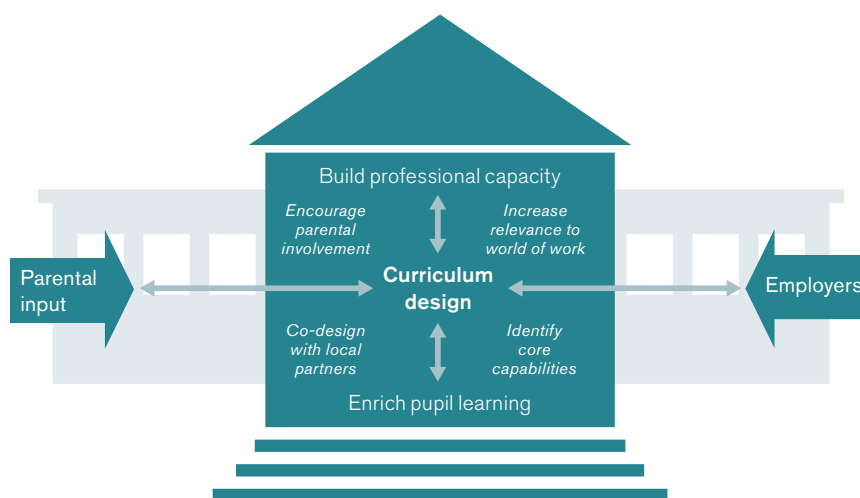 Build professional capacity
Encourage
parental
involvement
Increase
relevance to
world of work
Parental
input
Curriculum
design
Employers
Co-design
with local
partners
Identify
core
capabilities
Enrich pupil learning